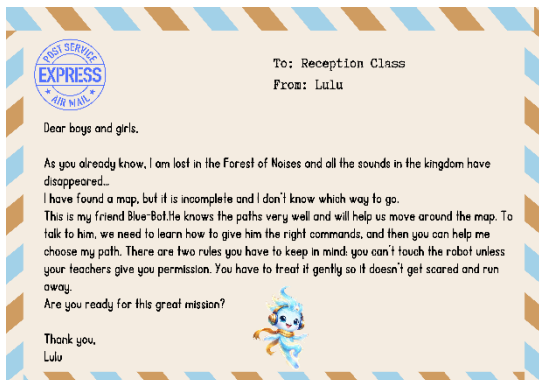 POST SERVICE
EXPRESS
AIR MAIL
To: Reception Class
From: Lulu
Dear boys and girls,
As you already know, I am lost in the Forest of Noises and all the sounds in the kingdom have
disappeared...
I have found a map, but it is incomplete and I don't know which way to go.
This is my friend Blue-Bot.He knows the paths very well and will help us move around the map. To
talk to him, we need to learn how to give him the right commands, and then you can help me
choose my path. There are two rules you have to keep in mind: you can't touch the robot unless
your teachers give you permission. You have to treat it gently so it doesn't get scared and run
away.
Are you ready for this great mission?
Thank you,
Lulu